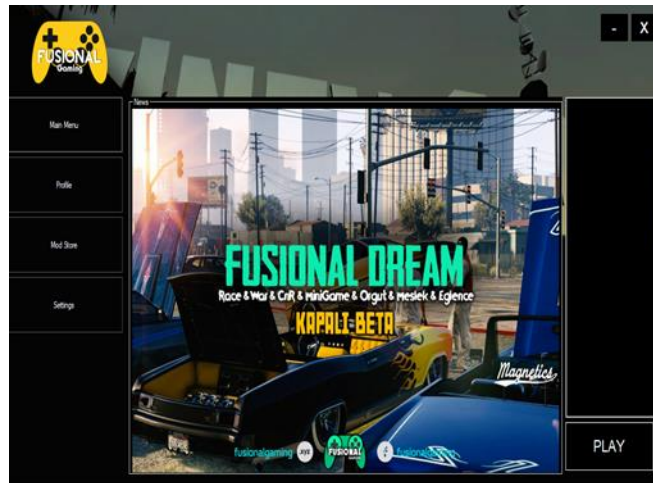 FUSIONAL
Gaming
-
X
News
Main Menu
Profile
Mod Store
Settings
FUSIONAL DREAM
Race & War & CnR & miniGame & Orgut & meslek & Eglence
KAPALI-BETA
Magnetics
fusionalgaming
xyz
FUSIONAL
PLAY